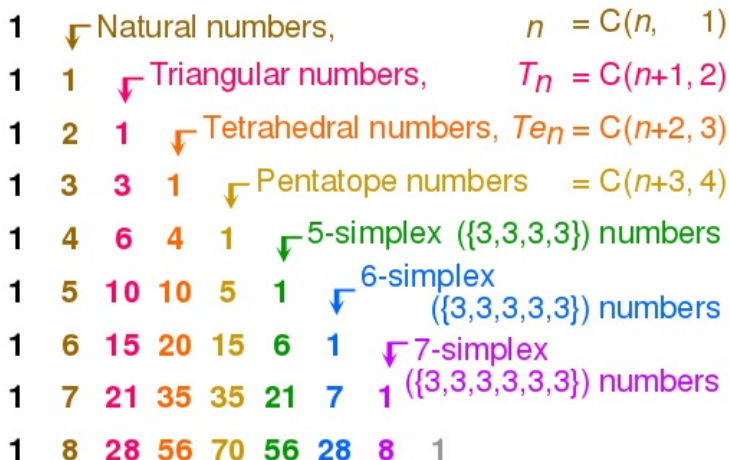 1 Natural numbers, n = C(n, 1)
1 1 Triangular numbers, Tn = C(n+1, 2)
1 2 1 Tetrahedral numbers, Ten = C(n+2, 3)
1 3 3 1 Pentatope numbers = C(n+3, 4)
1 4 6 4 1 5-simplex ({3,3,3,3}) numbers
1 5 10 10 5 1 6-simplex
({3,3,3,3,3}) numbers
1 6 15 20 15 6 1 7-simplex
1 7 21 35 35 21 7 1 ({3,3,3,3,3,3}) numbers
1 8 28 56 70 56 28 8 1